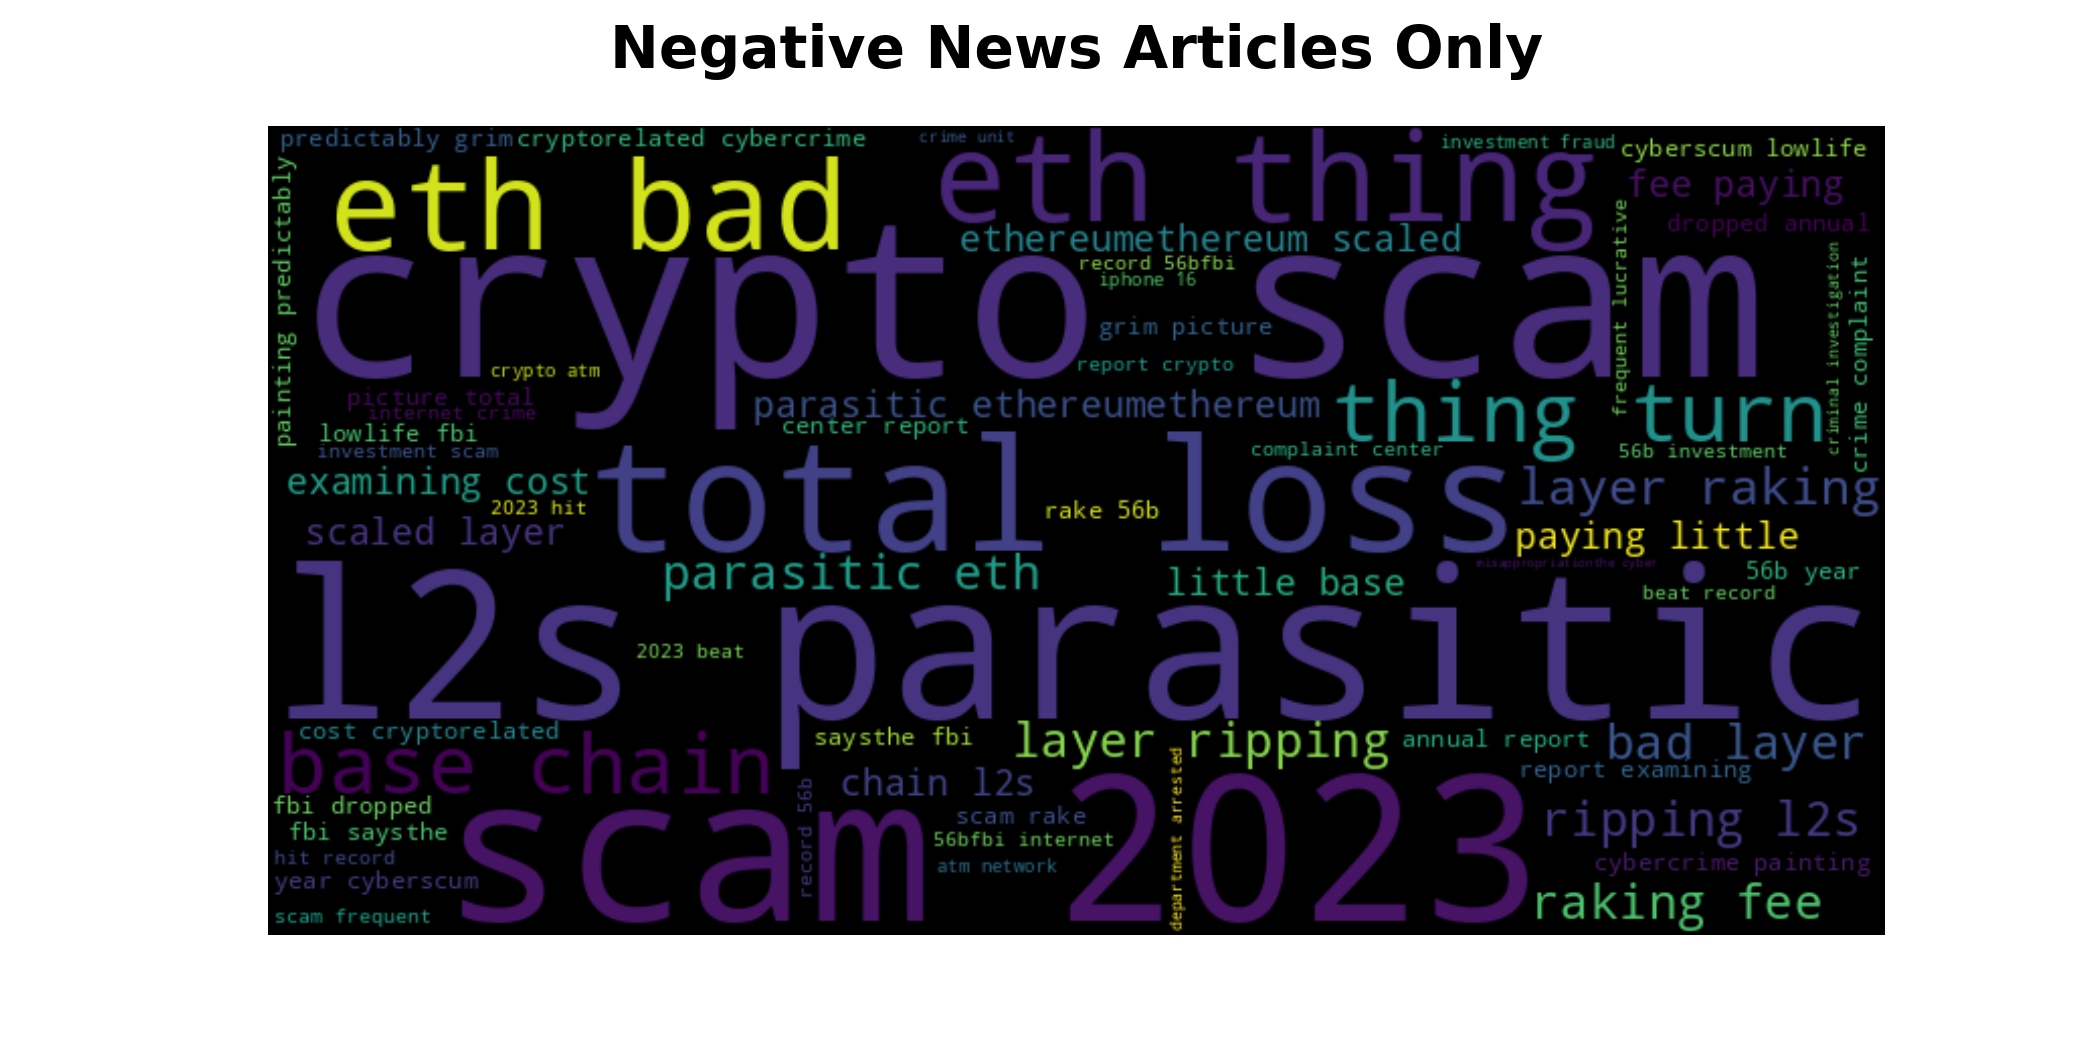 Negative News Articles Only
predictably grim
cryptorelated cybercrime
crime unit
investment fraud
cyberscum lowlife
eth bad
eth thing
fee paying
dropped annual
painting predictably
ethereumethereum scaled
frequent lucrative
criminal investigation
crime complaint
crypto scam
record 56bfbi
iphone 16
grim picture
report crypto
crypto atm
picture total
internet crime
parasitic ethereumethereum
thing turn
lowlife fbi
center report
investment scam
complaint center
56b investment
examining cost
total loss
layer raking
2023 hit
rake 56b
scaled layer
paying little
parasitic eth
little base
misappropriationthe cyber
56b year
beat record
l2s parasitic
2023 beat
cost cryptorelated
saysthe fbi
layer ripping
annual report
bad layer
base chain
chain l2s
report examining
record 56b
department arrested
fbi dropped
scam rake
ripping l2s
fbi saysthe
56bfbi internet
scam 2023
hit record
atm network
cybercrime painting
year cyberscum
raking fee
scam frequent